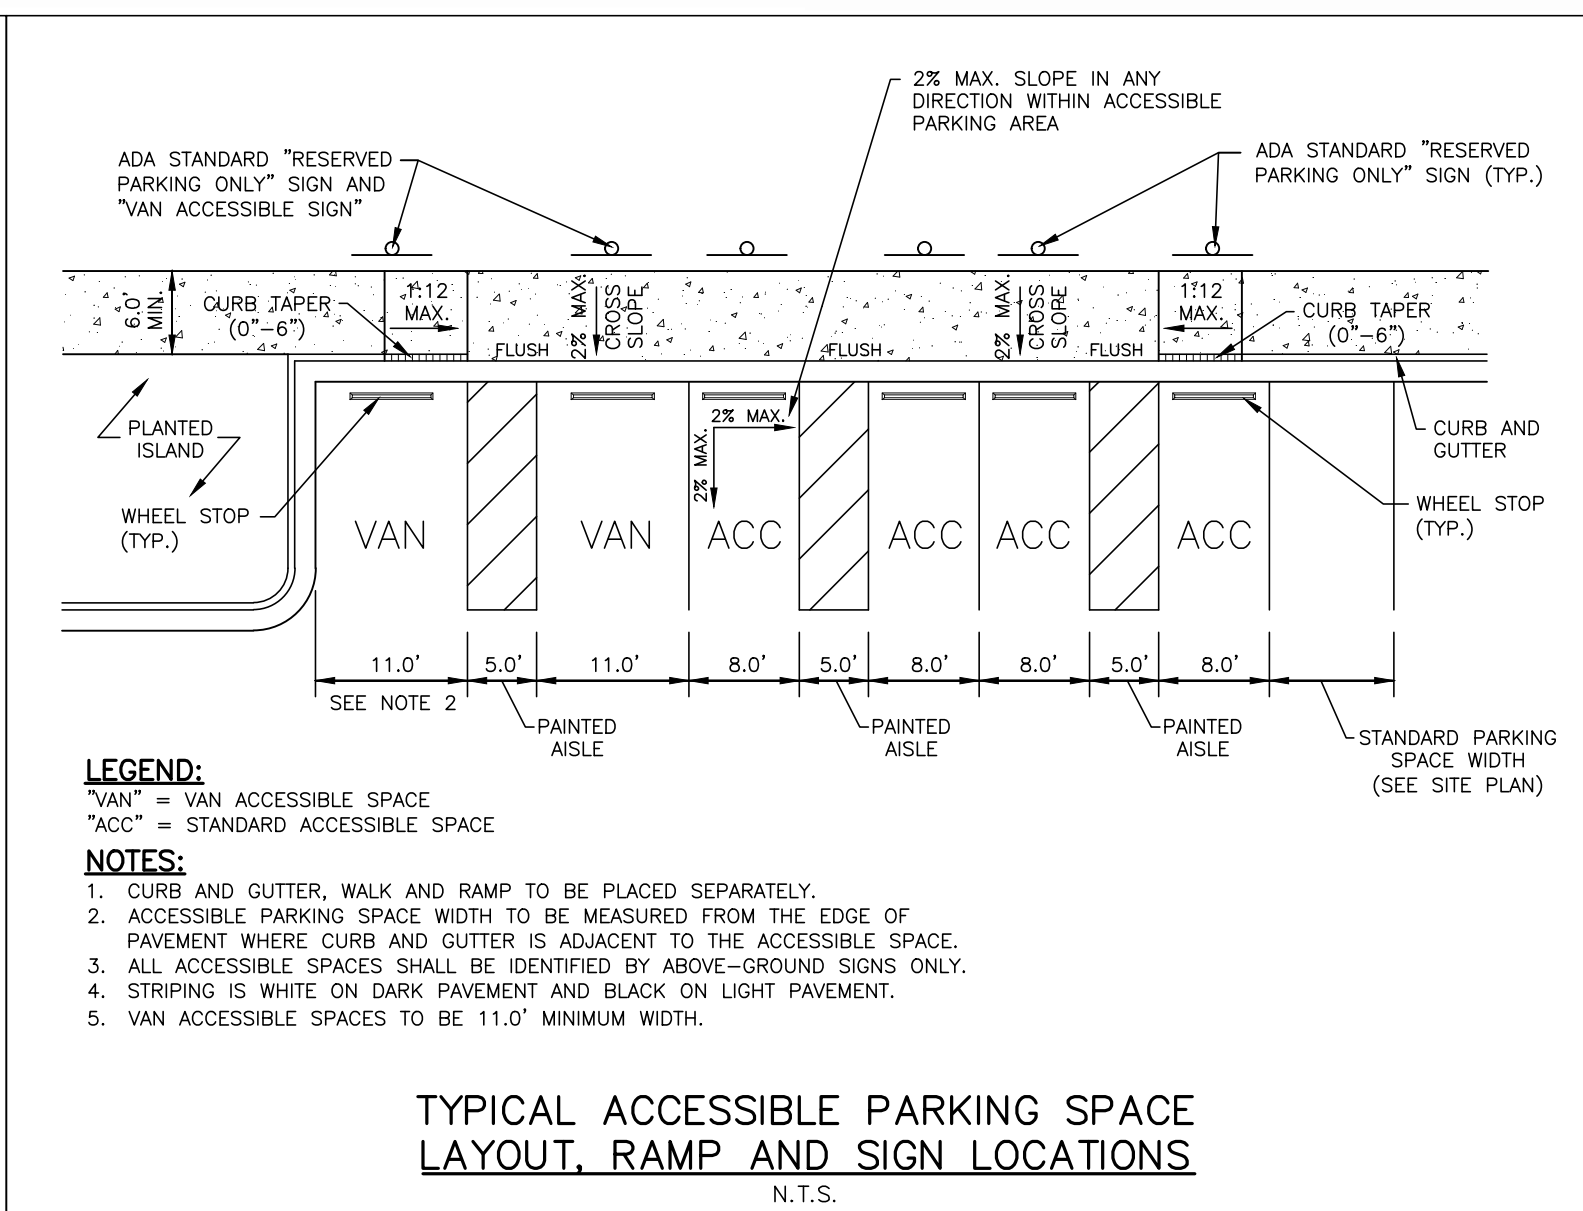 2% MAX. SLOPE IN ANY
DIRECTION WITHIN ACCESSIBLE
PARKING AREA
ADA STANDARD "RESERVED
PARKING ONLY" SIGN AND
"VAN ACCESSIBLE SIGN"
ADA STANDARD "RESERVED
PARKING ONLY" SIGN (TYP.)
6.0'
MIN.
CURB TAPER
(0"-6")
1:12
MAX.
2% MAX.
CROSS
SLOPE
2% MAX.
CROSS
SLOPE
1:12
MAX.
CURB TAPER
(0"-6")
FLUSH
FLUSH
FLUSH
PLANTED
ISLAND
2% MAX.
2% MAX.
CURB AND
GUTTER
WHEEL STOP
(TYP.)
WHEEL STOP
(TYP.)
VAN
VAN
ACC
ACC
ACC
ACC
11.0'
5.0'
11.0'
8.0'
5.0'
8.0'
8.0'
5.0'
8.0'
SEE NOTE 2
PAINTED
AISLE
PAINTED
AISLE
PAINTED
AISLE
STANDARD PARKING
SPACE WIDTH
(SEE SITE PLAN)
LEGEND:
"VAN" = VAN ACCESSIBLE SPACE
"ACC" = STANDARD ACCESSIBLE SPACE
NOTES:
1. CURB AND GUTTER, WALK AND RAMP TO BE PLACED SEPARATELY.
2. ACCESSIBLE PARKING SPACE WIDTH TO BE MEASURED FROM THE EDGE OF
PAVEMENT WHERE CURB AND GUTTER IS ADJACENT TO THE ACCESSIBLE SPACE.
3. ALL ACCESSIBLE SPACES SHALL BE IDENTIFIED BY ABOVE-GROUND SIGNS ONLY.
4. STRIPING IS WHITE ON DARK PAVEMENT AND BLACK ON LIGHT PAVEMENT.
5. VAN ACCESSIBLE SPACES TO BE 11.0' MINIMUM WIDTH.
TYPICAL ACCESSIBLE PARKING SPACE
LAYOUT, RAMP AND SIGN LOCATIONS
N.T.S.